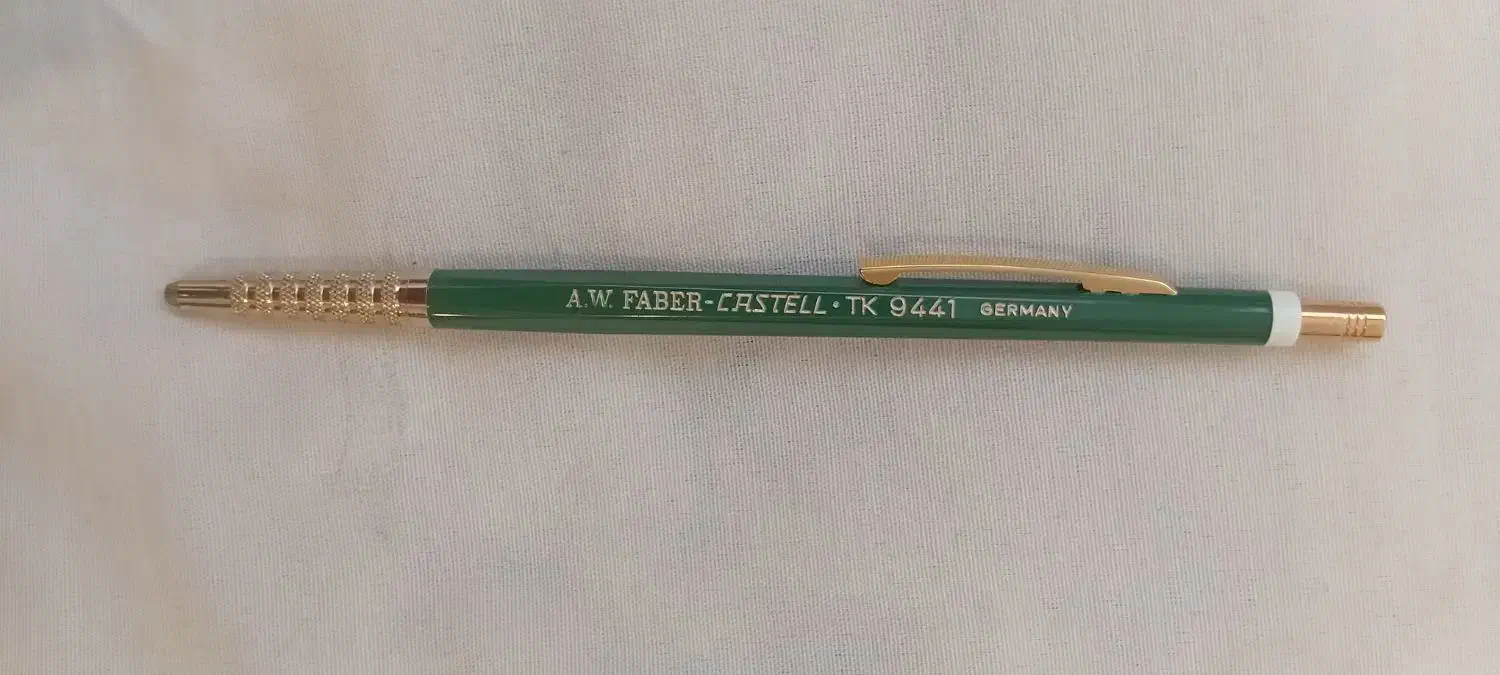 A.W. FABER-CASTELL · TK 9441 GERMANY